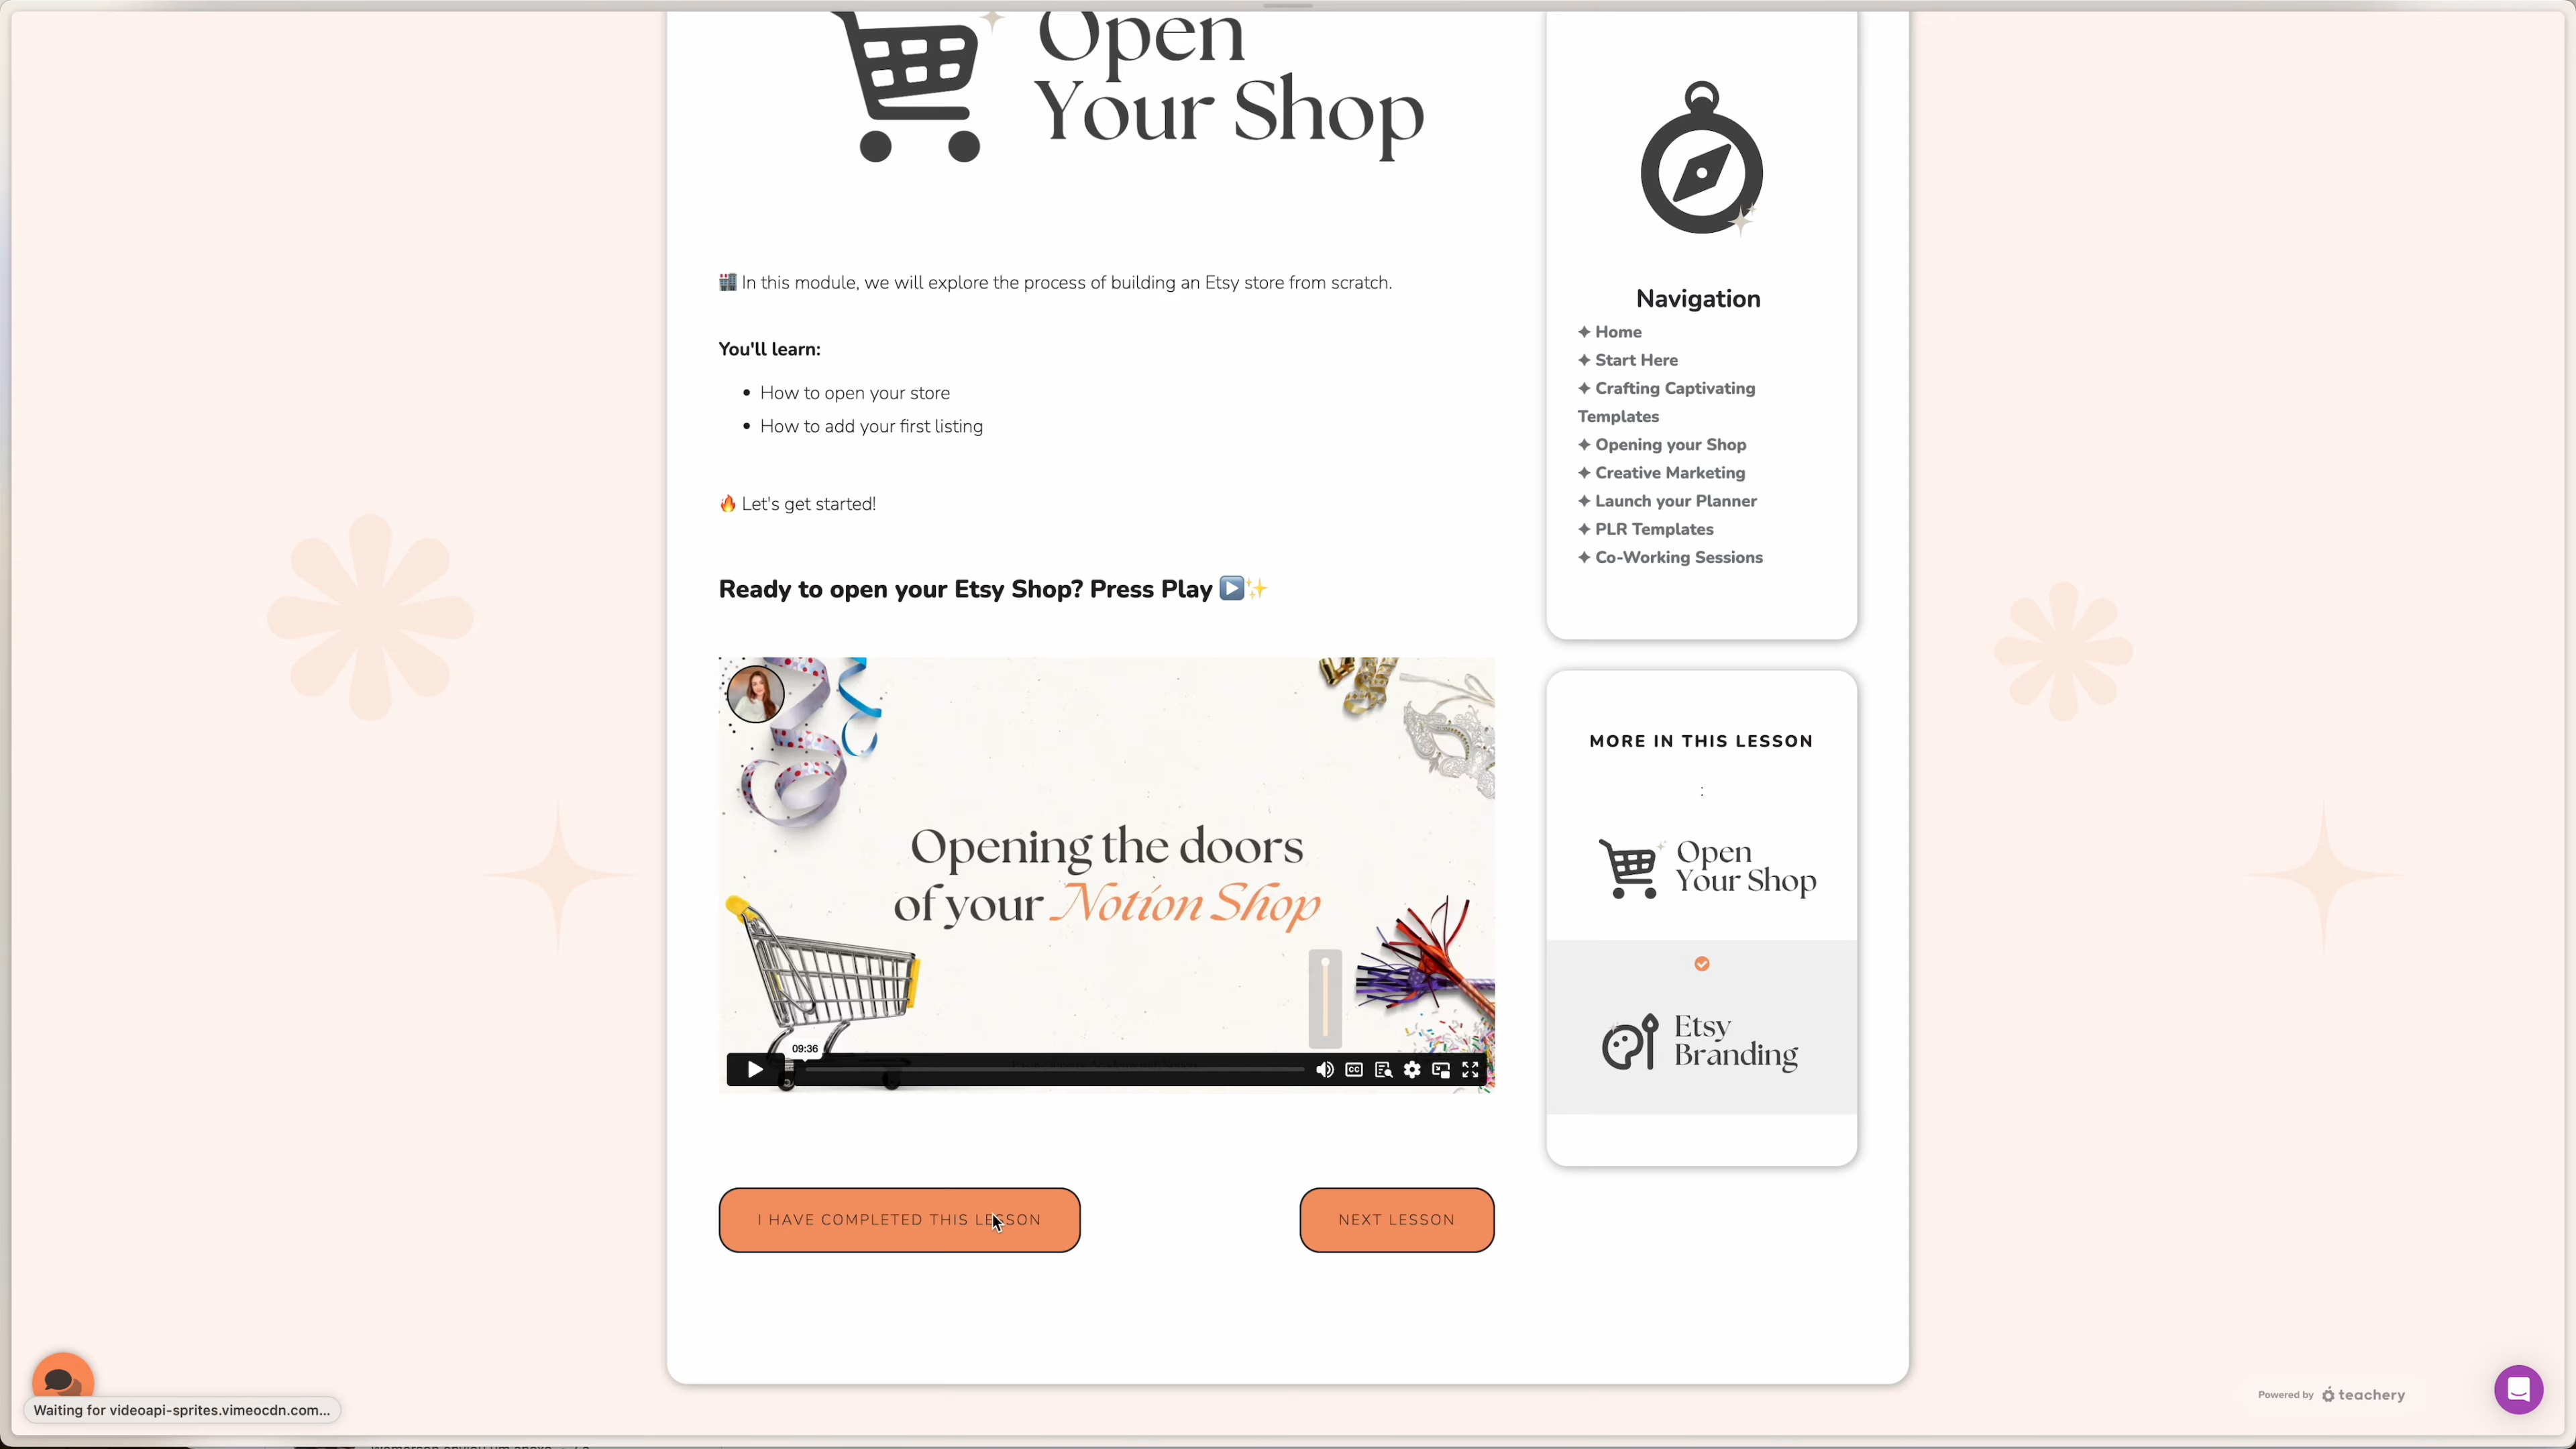 Open
Your Shop
🏬 In this module, we will explore the process of building an Etsy store from scratch.
You'll learn:
• How to open your store
• How to add your first listing
🔥 Let's get started!
Ready to open your Etsy Shop? Press Play ▶️✨
Opening the doors
of your Notion Shop
09:36
CC
I HAVE COMPLETED THIS LESSON
NEXT LESSON
Navigation
✦ Home
✦ Start Here
✦ Crafting Captivating
Templates
✦ Opening your Shop
✦ Creative Marketing
✦ Launch your Planner
✦ PLR Templates
✦ Co-Working Sessions
MORE IN THIS LESSON
:
Open
Your Shop
Etsy
Branding
Waiting for videoapi-sprites.vimeocdn.com...
Powered by teachery